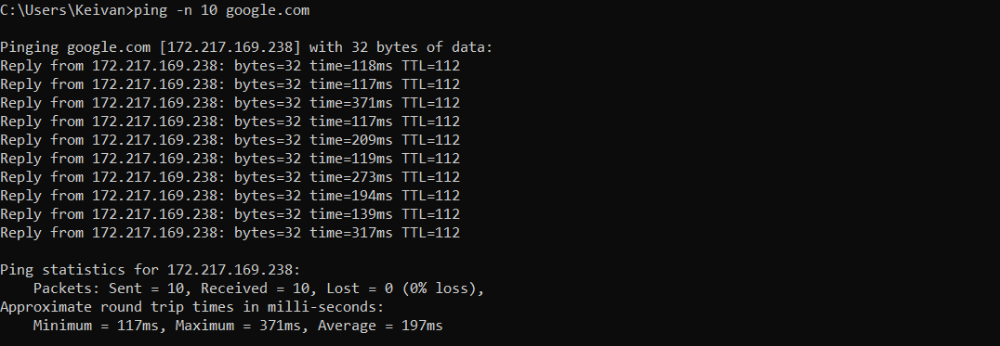 C:\Users\Keivan>ping -n 10 google.com
Pinging google.com [172.217.169.238] with 32 bytes of data:
Reply from 172.217.169.238: bytes=32 time=118ms TTL=112
Reply from 172.217.169.238: bytes=32 time=117ms TTL=112
Reply from 172.217.169.238: bytes=32 time=371ms TTL=112
Reply from 172.217.169.238: bytes=32 time=117ms TTL=112
Reply from 172.217.169.238: bytes=32 time=209ms TTL=112
Reply from 172.217.169.238: bytes=32 time=119ms TTL=112
Reply from 172.217.169.238: bytes=32 time=273ms TTL=112
Reply from 172.217.169.238: bytes=32 time=194ms TTL=112
Reply from 172.217.169.238: bytes=32 time=139ms TTL=112
Reply from 172.217.169.238: bytes=32 time=317ms TTL=112
Ping statistics for 172.217.169.238:
    Packets: Sent = 10, Received = 10, Lost = 0 (0% loss),
Approximate round trip times in milli-seconds:
    Minimum = 117ms, Maximum = 371ms, Average = 197ms